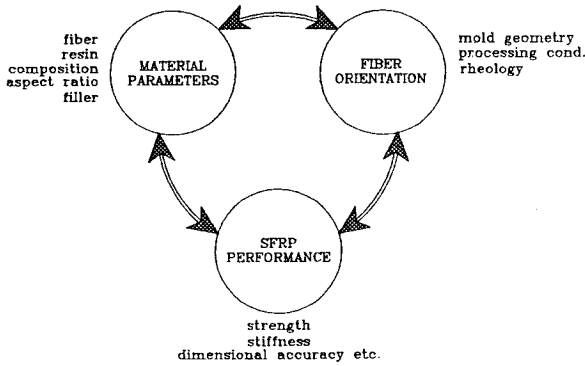 fiber
resin
composition
aspect ratio
filler
MATERIAL
PARAMETERS
FIBER
ORIENTATION
mold geometry
processing cond.
rheology
SFRP
PERFORMANCE
strength
stiffness
dimensional accuracy etc.